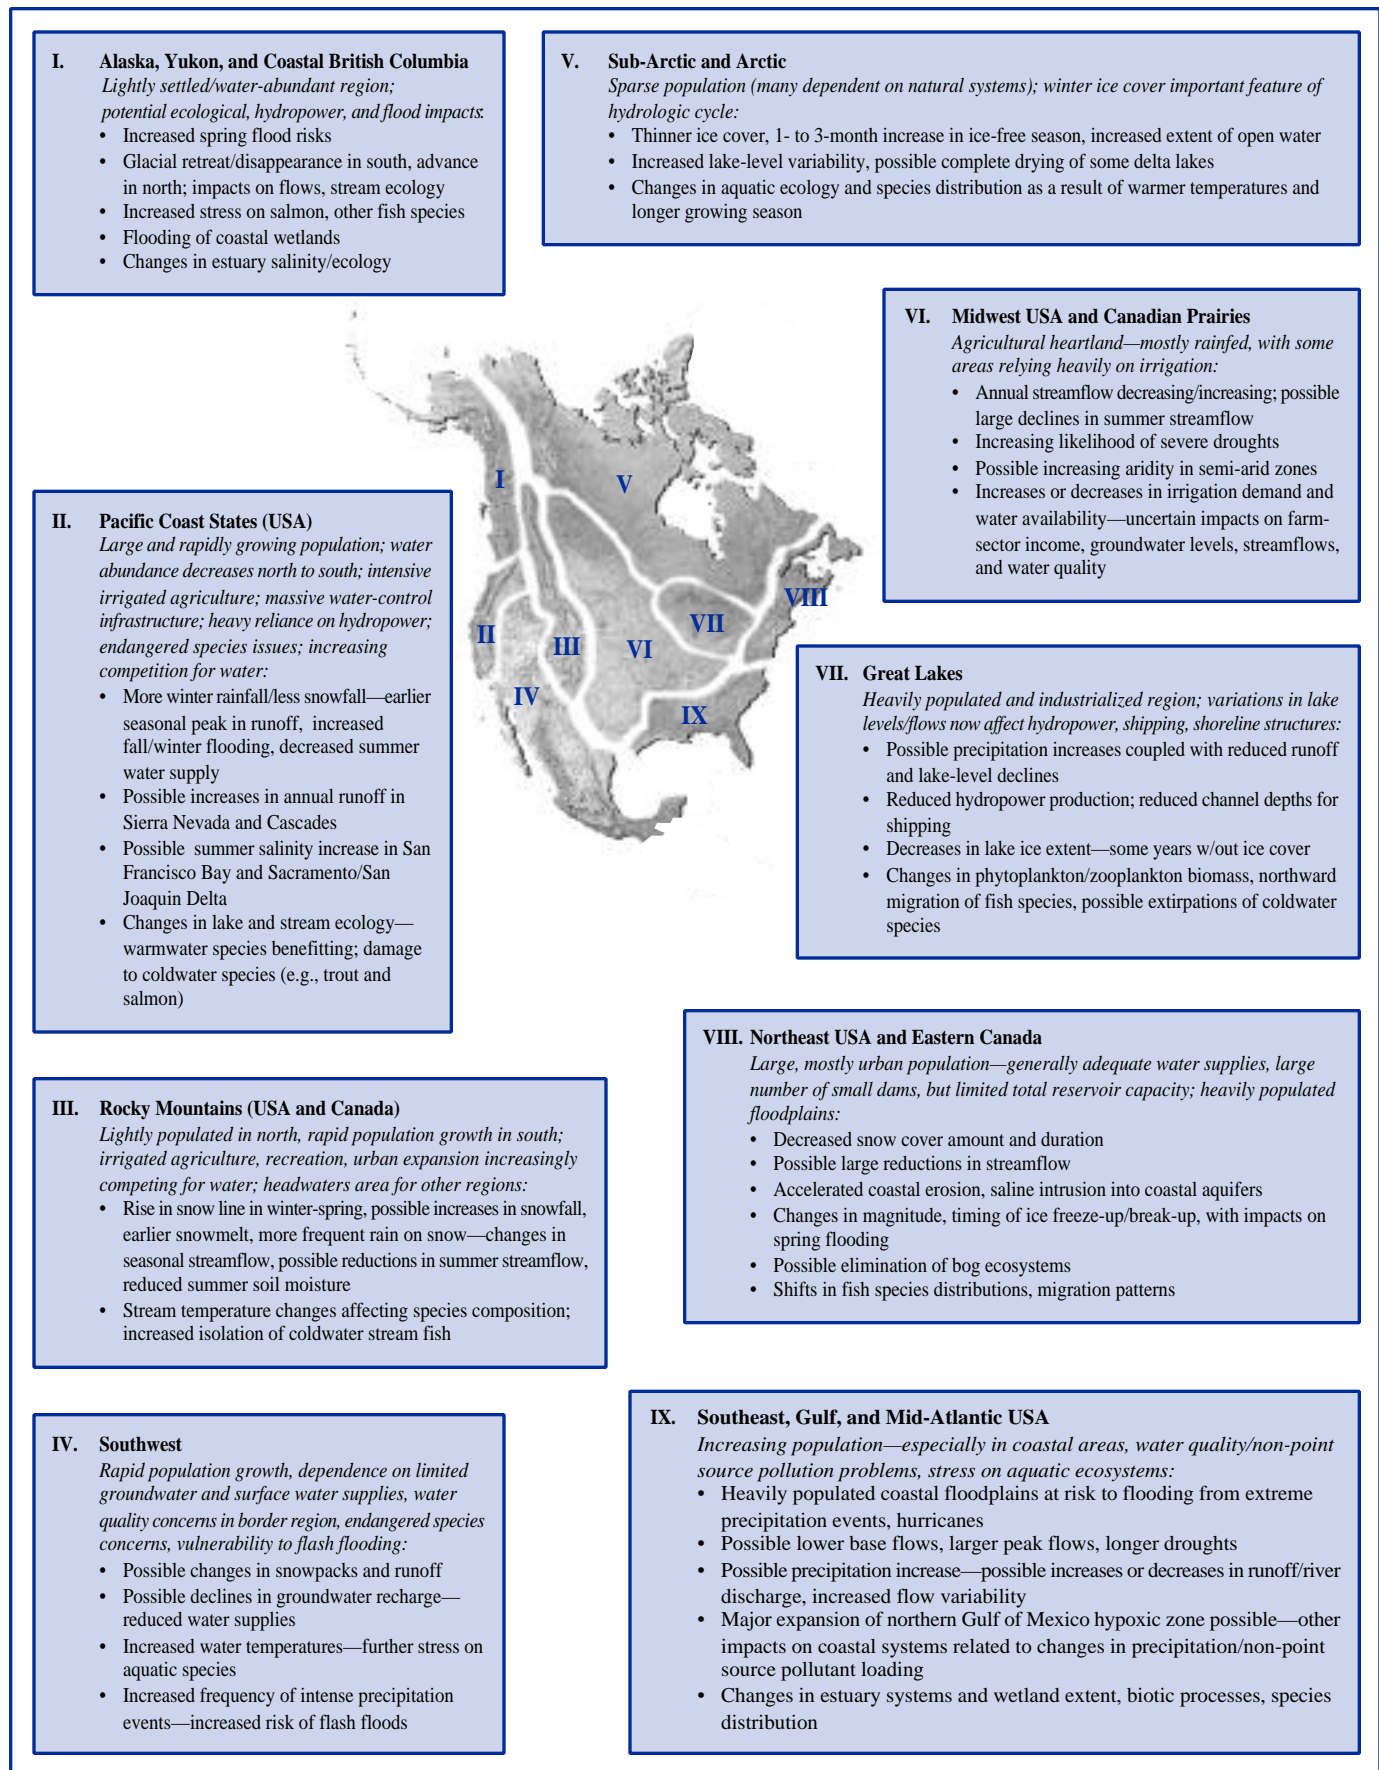 I. Alaska, Yukon, and Coastal British Columbia
Lightly settled/water-abundant region;
potential ecological, hydropower, and flood impacts:
• Increased spring flood risks
• Glacial retreat/disappearance in south, advance
in north; impacts on flows, stream ecology
• Increased stress on salmon, other fish species
• Flooding of coastal wetlands
• Changes in estuary salinity/ecology
V. Sub-Arctic and Arctic
Sparse population (many dependent on natural systems); winter ice cover important feature of
hydrologic cycle:
• Thinner ice cover, 1- to 3-month increase in ice-free season, increased extent of open water
• Increased lake-level variability, possible complete drying of some delta lakes
• Changes in aquatic ecology and species distribution as a result of warmer temperatures and
longer growing season
VI. Midwest USA and Canadian Prairies
Agricultural heartland—mostly rainfed, with some
areas relying heavily on irrigation:
• Annual streamflow decreasing/increasing; possible
large declines in summer streamflow
• Increasing likelihood of severe droughts
• Possible increasing aridity in semi-arid zones
• Increases or decreases in irrigation demand and
water availability—uncertain impacts on farm-
sector income, groundwater levels, streamflows,
and water quality
I
V
VIII
VII
II
III
VI
IV
IX
II. Pacific Coast States (USA)
Large and rapidly growing population; water
abundance decreases north to south; intensive
irrigated agriculture; massive water-control
infrastructure; heavy reliance on hydropower;
endangered species issues; increasing
competition for water:
• More winter rainfall/less snowfall—earlier
seasonal peak in runoff, increased
fall/winter flooding, decreased summer
water supply
• Possible increases in annual runoff in
Sierra Nevada and Cascades
• Possible summer salinity increase in San
Francisco Bay and Sacramento/San
Joaquin Delta
• Changes in lake and stream ecology—
warmwater species benefitting; damage
to coldwater species (e.g., trout and
salmon)
VII. Great Lakes
Heavily populated and industrialized region; variations in lake
levels/flows now affect hydropower, shipping, shoreline structures:
• Possible precipitation increases coupled with reduced runoff
and lake-level declines
• Reduced hydropower production; reduced channel depths for
shipping
• Decreases in lake ice extent—some years w/out ice cover
• Changes in phytoplankton/zooplankton biomass, northward
migration of fish species, possible extirpations of coldwater
species
VIII. Northeast USA and Eastern Canada
Large, mostly urban population—generally adequate water supplies, large
number of small dams, but limited total reservoir capacity; heavily populated
floodplains:
• Decreased snow cover amount and duration
• Possible large reductions in streamflow
• Accelerated coastal erosion, saline intrusion into coastal aquifers
• Changes in magnitude, timing of ice freeze-up/break-up, with impacts on
spring flooding
• Possible elimination of bog ecosystems
• Shifts in fish species distributions, migration patterns
III. Rocky Mountains (USA and Canada)
Lightly populated in north, rapid population growth in south;
irrigated agriculture, recreation, urban expansion increasingly
competing for water; headwaters area for other regions:
• Rise in snow line in winter-spring, possible increases in snowfall,
earlier snowmelt, more frequent rain on snow—changes in
seasonal streamflow, possible reductions in summer streamflow,
reduced summer soil moisture
• Stream temperature changes affecting species composition;
increased isolation of coldwater stream fish
IV. Southwest
Rapid population growth, dependence on limited
groundwater and surface water supplies, water
quality concerns in border region, endangered species
concerns, vulnerability to flash flooding:
• Possible changes in snowpacks and runoff
• Possible declines in groundwater recharge—
reduced water supplies
• Increased water temperatures—further stress on
aquatic species
• Increased frequency of intense precipitation
events—increased risk of flash floods
IX. Southeast, Gulf, and Mid-Atlantic USA
Increasing population—especially in coastal areas, water quality/non-point
source pollution problems, stress on aquatic ecosystems:
• Heavily populated coastal floodplains at risk to flooding from extreme
precipitation events, hurricanes
• Possible lower base flows, larger peak flows, longer droughts
• Possible precipitation increase—possible increases or decreases in runoff/river
discharge, increased flow variability
• Major expansion of northern Gulf of Mexico hypoxic zone possible—other
impacts on coastal systems related to changes in precipitation/non-point
source pollutant loading
• Changes in estuary systems and wetland extent, biotic processes, species
distribution